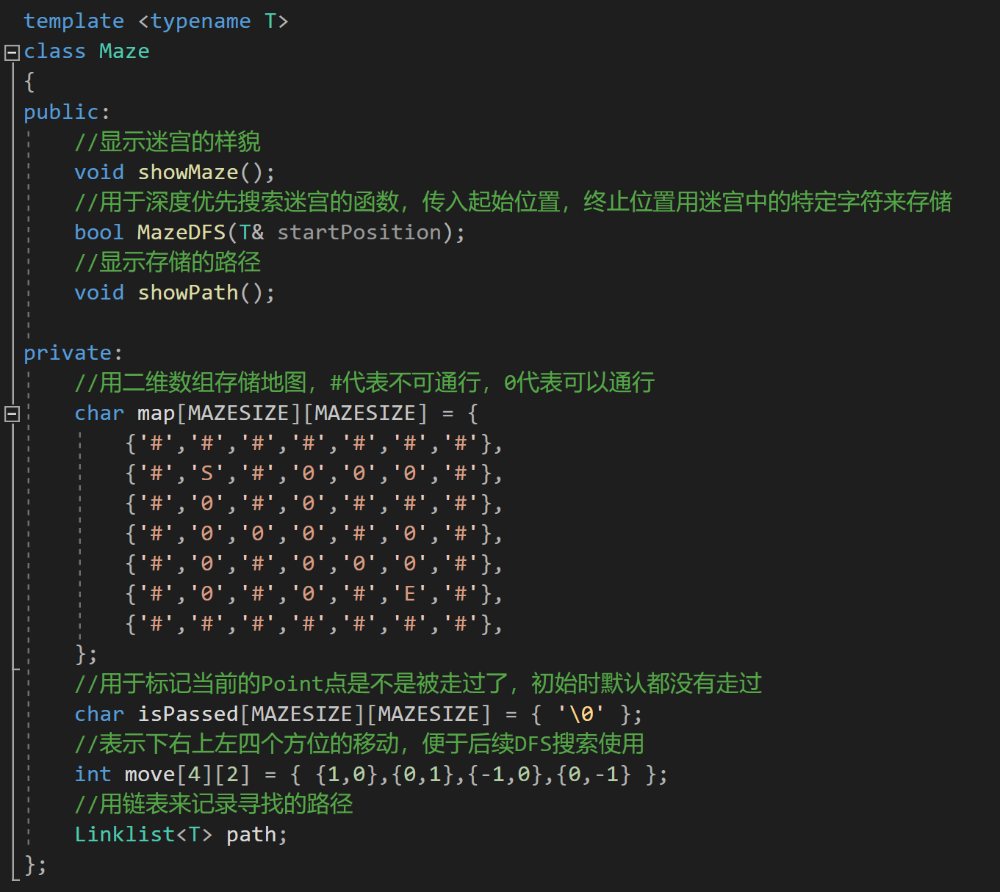 template <typename T>
class Maze
{
public:
    //显示迷宫的样貌
    void showMaze();
    //用于深度优先搜索迷宫的函数，传入起始位置，终止位置用迷宫中的特定字符来存储
    bool MazeDFS(T& startPosition);
    //显示存储的路径
    void showPath();

private:
    //用二维数组存储地图，#代表不可通行，0代表可以通行
    char map[MAZESIZE][MAZESIZE] = {
        {'#','#','#','#','#','#','#'},
        {'#','S','#','0','0','0','#'},
        {'#','0','#','0','#','#','#'},
        {'#','0','0','0','#','0','#'},
        {'#','0','#','0','0','0','#'},
        {'#','0','#','0','#','E','#'},
        {'#','#','#','#','#','#','#'},
    };
    //用于标记当前的Point点是不是被走过了，初始时默认都没有走过
    char isPassed[MAZESIZE][MAZESIZE] = { '\0' };
    //表示下右上左四个方位的移动，便于后续DFS搜索使用
    int move[4][2] = { {1,0},{0,1},{-1,0},{0,-1} };
    //用链表来记录寻找的路径
    Linklist<T> path;
};